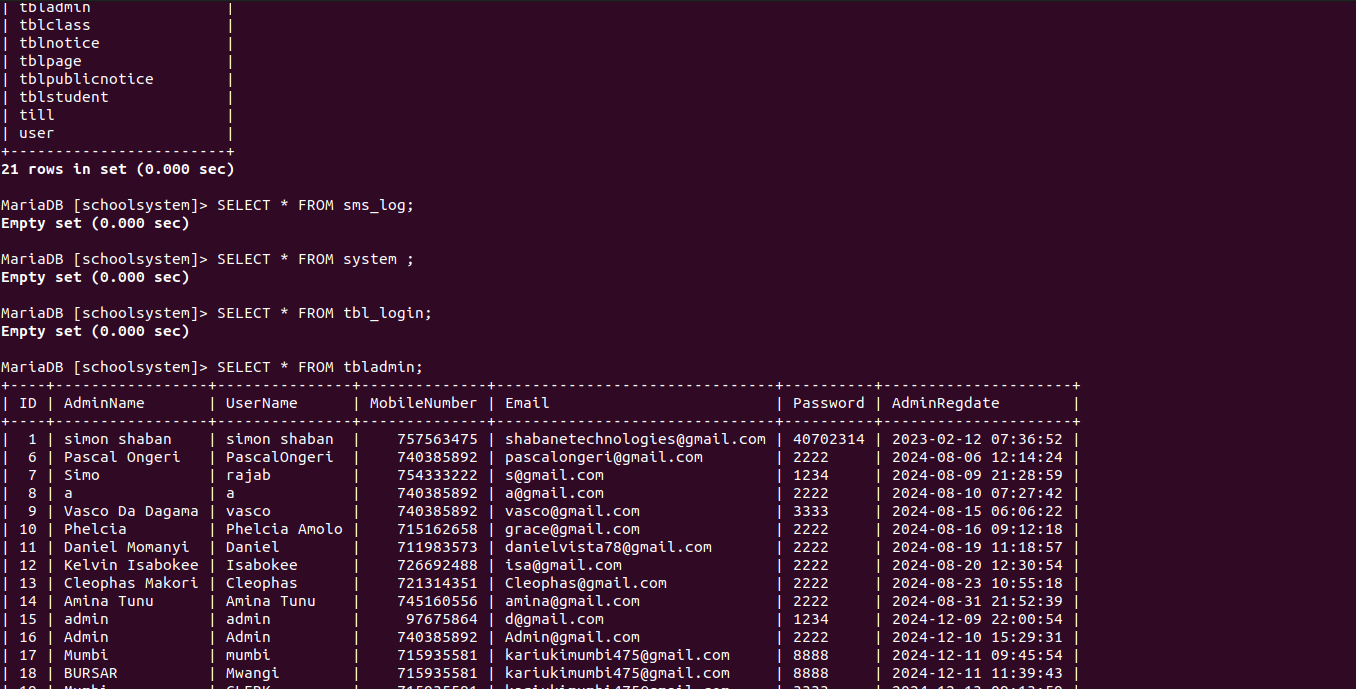 | tbladmin |
| tblclass |
| tblnotice |
| tblpage |
| tblpublicnotice |
| tblstudent |
| till |
| user |
+------------------------+
21 rows in set (0.000 sec)
MariaDB [schoolsystem]> SELECT * FROM sms_log;
Empty set (0.000 sec)
MariaDB [schoolsystem]> SELECT * FROM system ;
Empty set (0.000 sec)
MariaDB [schoolsystem]> SELECT * FROM tbl_login;
Empty set (0.000 sec)
MariaDB [schoolsystem]> SELECT * FROM tbladmin;
+----+-----------------+---------------+--------------+-------------------------------+----------+---------------------+
| ID | AdminName | UserName | MobileNumber | Email | Password | AdminRegdate |
+----+-----------------+---------------+--------------+-------------------------------+----------+---------------------+
| 1 | simon shaban | simon shaban | 757563475 | shabanetechnologies@gmail.com | 40702314 | 2023-02-12 07:36:52 |
| 6 | Pascal Ongeri | PascalOngeri | 740385892 | pascalongeri@gmail.com | 2222 | 2024-08-06 12:14:24 |
| 7 | Simo | rajab | 754333222 | s@gmail.com | 1234 | 2024-08-09 21:28:59 |
| 8 | a | a | 740385892 | a@gmail.com | 2222 | 2024-08-10 07:27:42 |
| 9 | Vasco Da Dagama | vasco | 740385892 | vasco@gmail.com | 3333 | 2024-08-15 06:06:22 |
| 10 | Phelcia | Phelcia Amolo | 715162658 | grace@gmail.com | 2222 | 2024-08-16 09:12:18 |
| 11 | Daniel Momanyi | Daniel | 711983573 | danielvista78@gmail.com | 2222 | 2024-08-19 11:18:57 |
| 12 | Kelvin Isabokee | Isabokee | 726692488 | isa@gmail.com | 2222 | 2024-08-20 12:30:54 |
| 13 | Cleophas Makori | Cleophas | 721314351 | Cleophas@gmail.com | 2222 | 2024-08-23 10:55:18 |
| 14 | Amina Tunu | Amina Tunu | 745160556 | amina@gmail.com | 2222 | 2024-08-31 21:52:39 |
| 15 | admin | admin | 97675864 | d@gmail.com | 1234 | 2024-12-09 22:00:54 |
| 16 | Admin | Admin | 740385892 | Admin@gmail.com | 2222 | 2024-12-10 15:29:31 |
| 17 | Mumbi | mumbi | 715935581 | kariukimumbi475@gmail.com | 8888 | 2024-12-11 09:45:54 |
| 18 | BURSAR | Mwangi | 715935581 | kariukimumbi475@gmail.com | 8888 | 2024-12-11 11:39:43 |